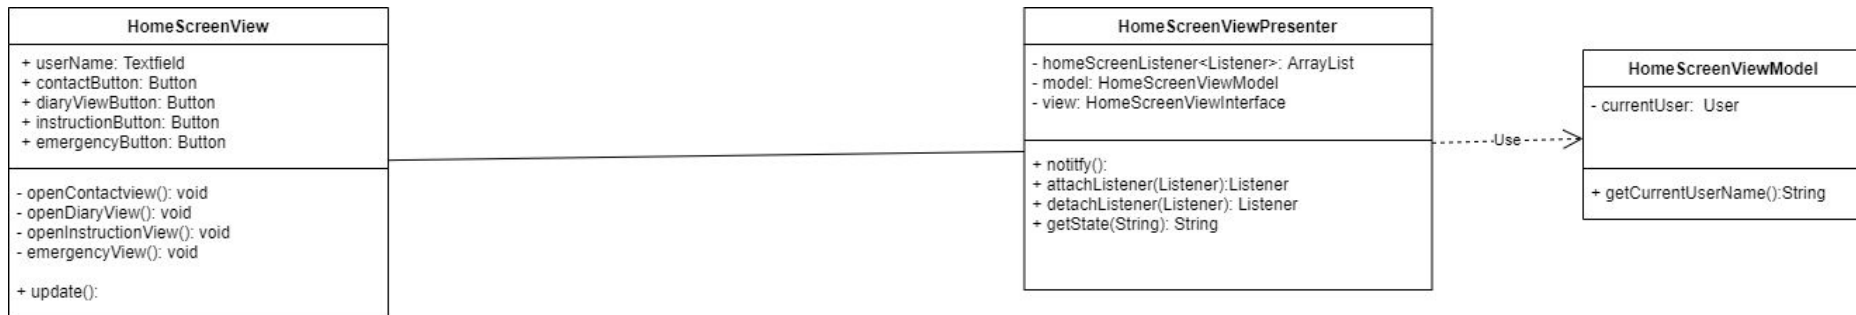 HomeScreenView
+ userName: Textfield
+ contactButton: Button
+ diaryViewButton: Button
+ instructionButton: Button
+ emergencyButton: Button
- openContactview(): void
- openDiaryView(): void
- openInstructionView(): void
- emergencyView(): void
+ update():
HomeScreenViewPresenter
- homeScreenListener<Listener>: ArrayList
- model: HomeScreenViewModel
- view: HomeScreenViewInterface
+ notitfy():
+ attachListener(Listener):Listener
+ detachListener(Listener): Listener
+ getState(String): String
Use
HomeScreenViewModel
- currentUser: User
+ getCurrentUserName():String